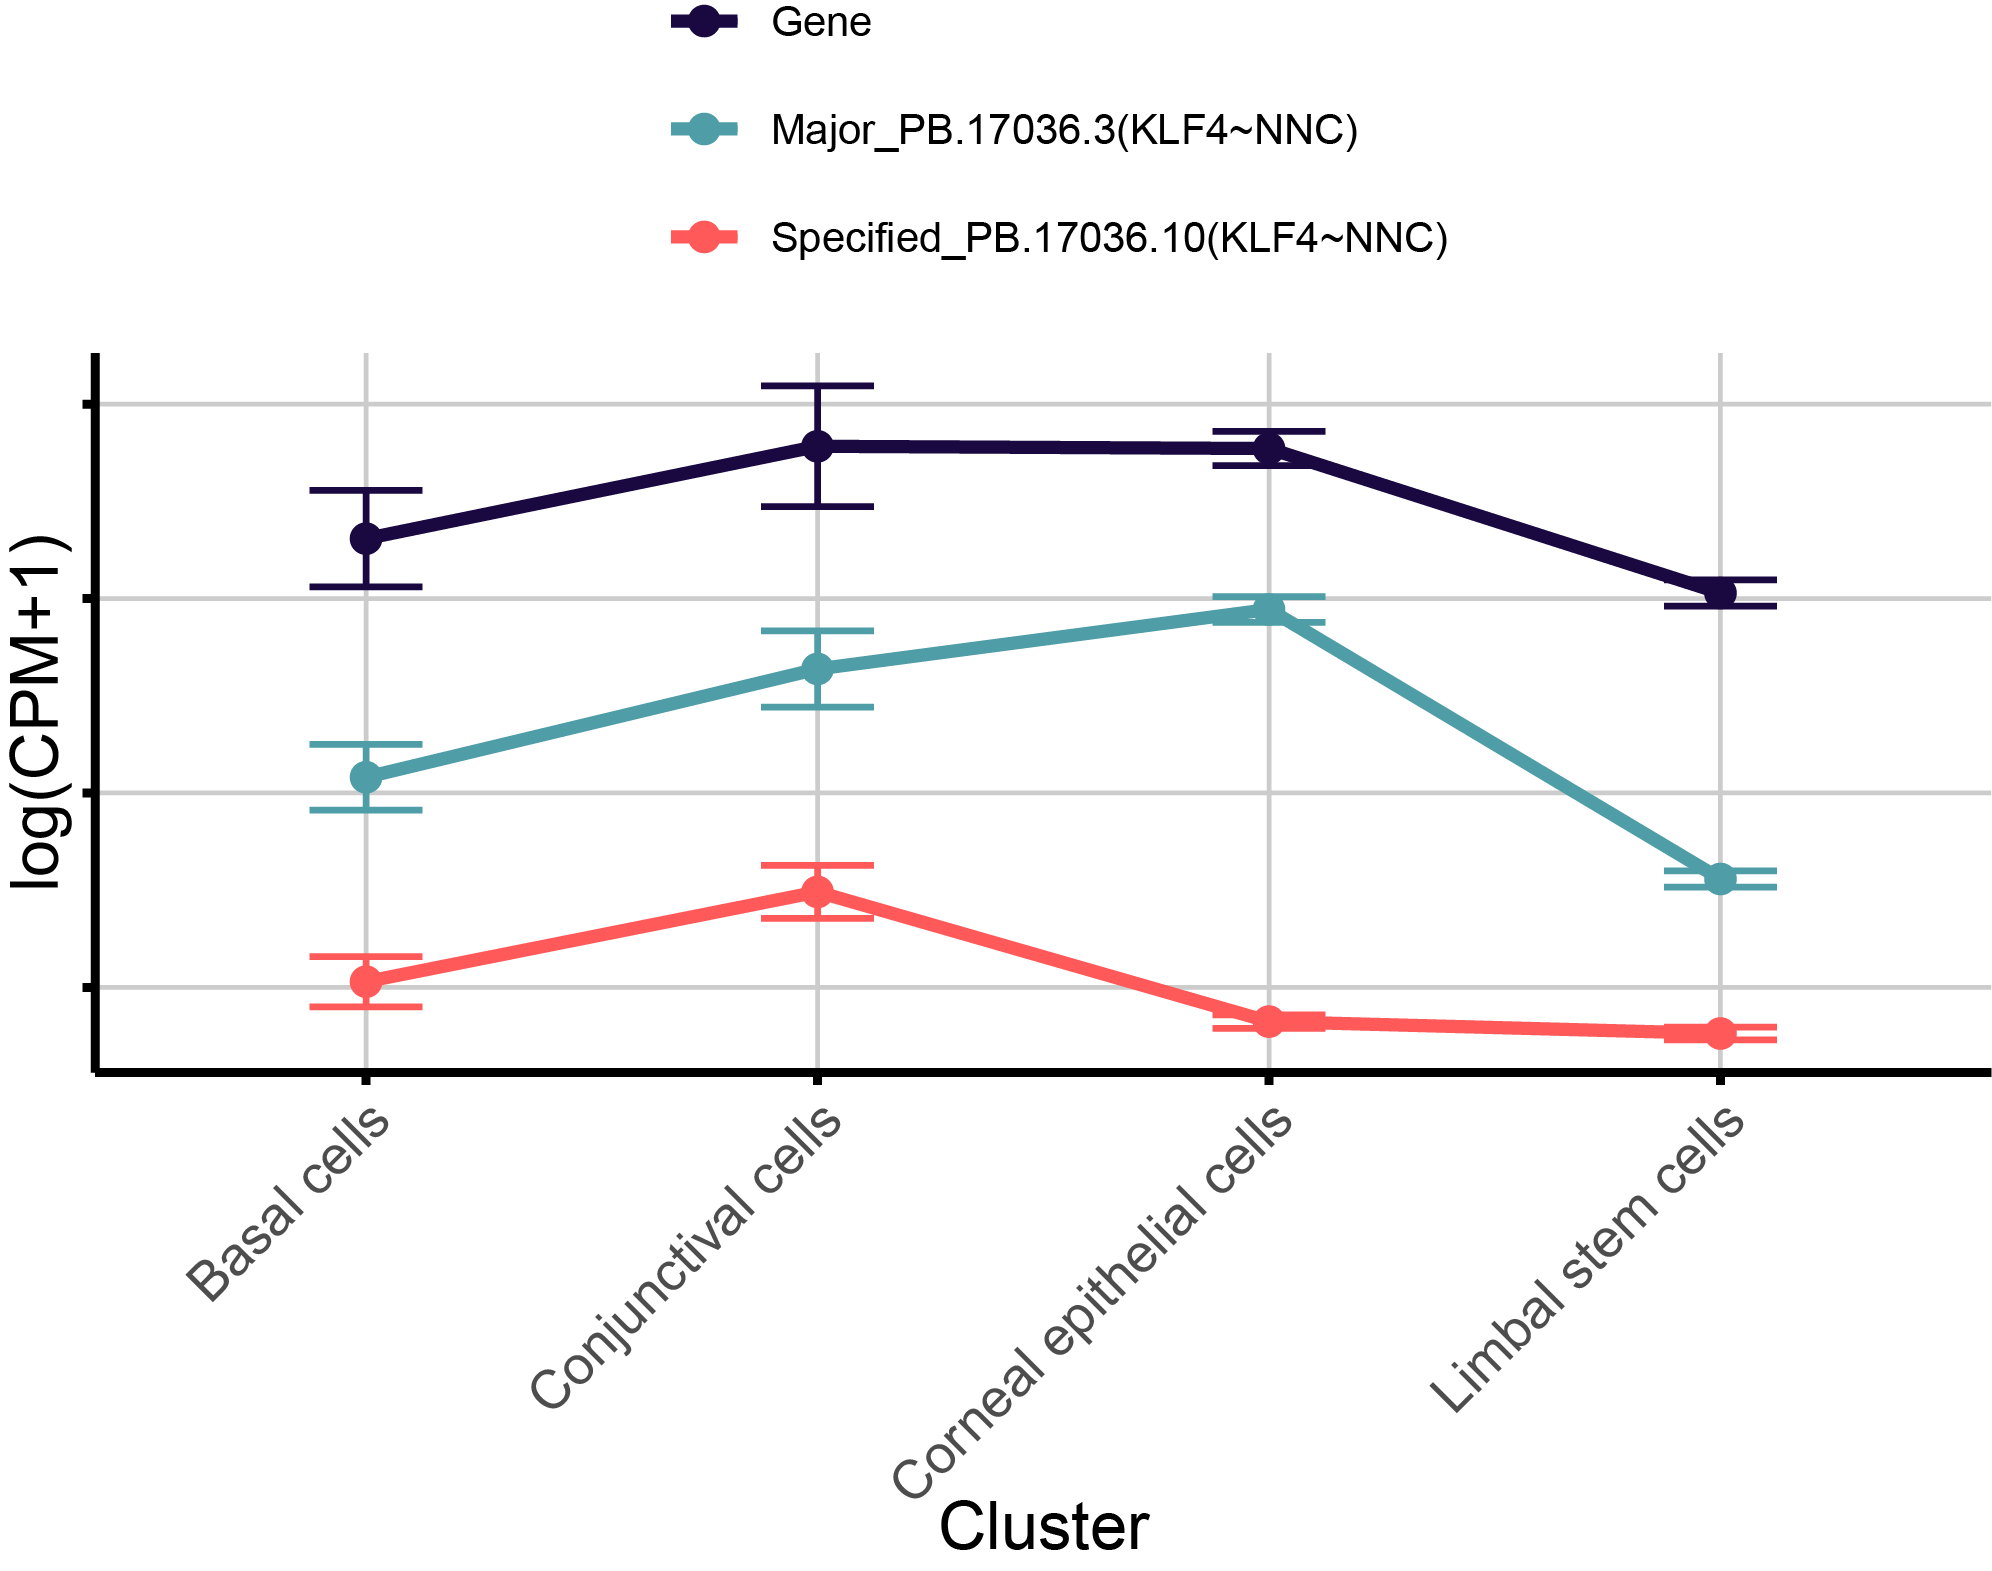 Gene
Major_PB.17036.3(KLF4~NNC)
Specified_PB.17036.10(KLF4~NNC)
log(CPM+1)
Basal cells
Conjunctival cells
Corneal epithelial cells
Limbal stem cells
Cluster